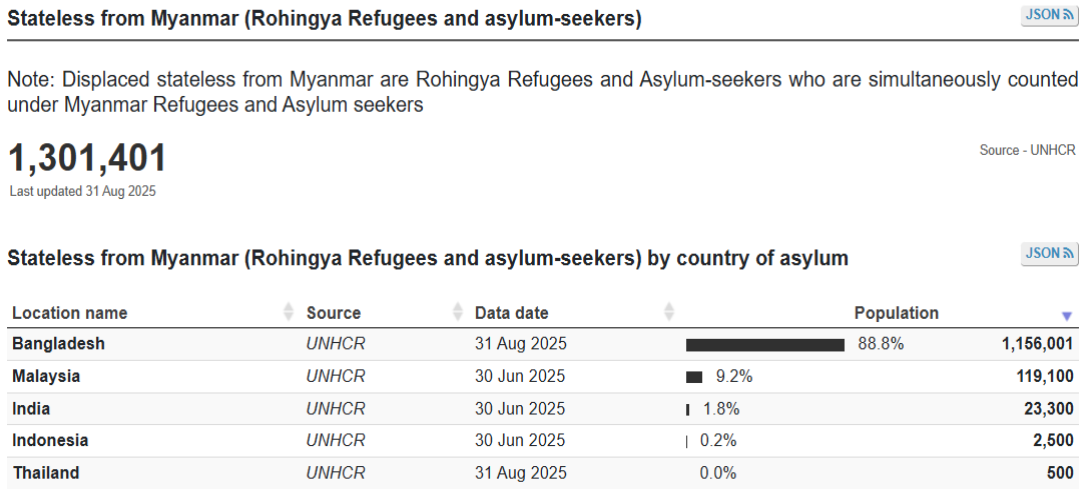 Stateless from Myanmar (Rohingya Refugees and asylum-seekers)
JSON
Note: Displaced stateless from Myanmar are Rohingya Refugees and Asylum-seekers who are simultaneously counted
under Myanmar Refugees and Asylum seekers
1,301,401
Source - UNHCR
Last updated 31 Aug 2025
Stateless from Myanmar (Rohingya Refugees and asylum-seekers) by country of asylum
JSON
Location name Source Data date Population
Bangladesh UNHCR 31 Aug 2025 88.8% 1,156,001
Malaysia UNHCR 30 Jun 2025 9.2% 119,100
India UNHCR 30 Jun 2025 1.8% 23,300
Indonesia UNHCR 30 Jun 2025 0.2% 2,500
Thailand UNHCR 31 Aug 2025 0.0% 500